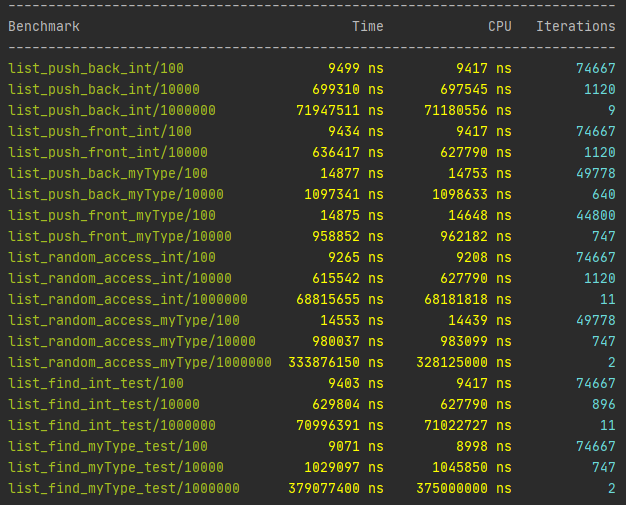 --------------------------------------------------------------------------
Benchmark                                Time             CPU   Iterations
--------------------------------------------------------------------------
list_push_back_int/100                9499 ns         9417 ns        74667
list_push_back_int/10000            699310 ns       697545 ns         1120
list_push_back_int/1000000        71947511 ns     71180556 ns            9
list_push_front_int/100               9434 ns         9417 ns        74667
list_push_front_int/10000           636417 ns       627790 ns         1120
list_push_back_myType/100            14877 ns        14753 ns        49778
list_push_back_myType/10000        1097341 ns      1098633 ns          640
list_push_front_myType/100           14875 ns        14648 ns        44800
list_push_front_myType/10000        958852 ns       962182 ns          747
list_random_access_int/100            9265 ns         9208 ns        74667
list_random_access_int/10000        615542 ns       627790 ns         1120
list_random_access_int/1000000    68815655 ns     68181818 ns           11
list_random_access_myType/100        14553 ns        14439 ns        49778
list_random_access_myType/10000     980037 ns       983099 ns          747
list_random_access_myType/1000000  333876150 ns    328125000 ns            2
list_find_int_test/100                9403 ns         9417 ns        74667
list_find_int_test/10000            629804 ns       627790 ns          896
list_find_int_test/1000000        70996391 ns     71022727 ns           11
list_find_myType_test/100             9071 ns         8998 ns        74667
list_find_myType_test/10000        1029097 ns      1045850 ns          747
list_find_myType_test/1000000    379077400 ns    375000000 ns            2